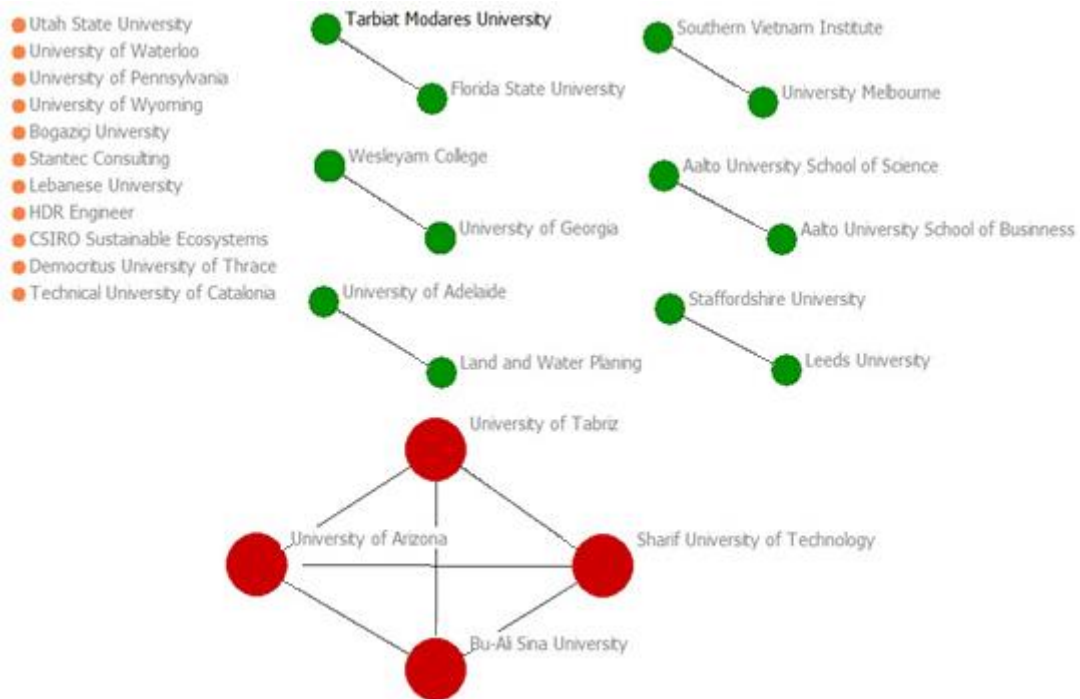 Utah State University
University of Waterloo
University of Pennsylvania
University of Wyoming
Bogaziçi University
Stantec Consulting
Lebanese University
HDR Engineer
CSIRO Sustainable Ecosystems
Democritus University of Thrace
Technical University of Catalonia
Tarbiat Modares University
Florida State University
Wesleyam College
University of Georgia
University of Adelaide
Land and Water Planing
Southern Vietnam Institute
University Melbourne
Aalto University School of Science
Aalto University School of Businness
Staffordshire University
Leeds University
University of Tabriz
University of Arizona
Sharif University of Technology
Bu-Ali Sina University